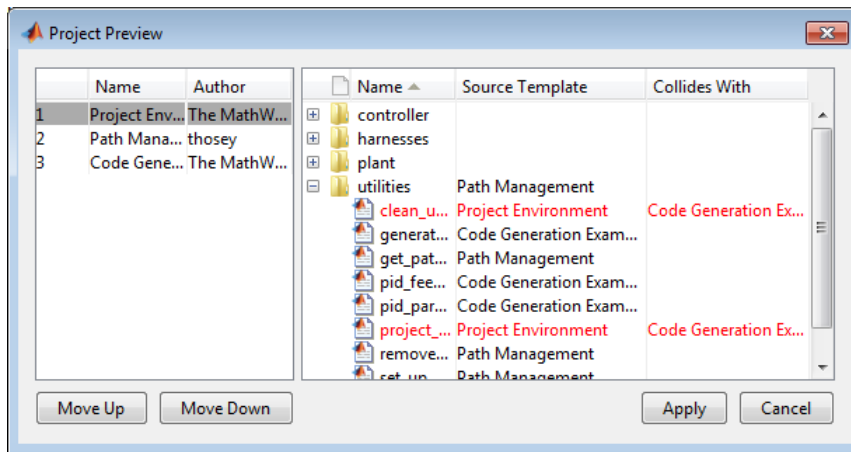 Project Preview
Name Author Name Source Template Collides With
1 Project Env... The MathW...
2 Path Mana... thosey
3 Code Gene... The MathW...
controller
harnesses
plant
utilities Path Management
clean_u... Project Environment Code Generation Ex...
generat... Code Generation Exam...
get_pat... Path Management
pid_fee... Code Generation Exam...
pid_par... Code Generation Exam...
project_... Project Environment Code Generation Ex...
remove... Path Management
set_up... Path Management
Move Up Move Down Apply Cancel